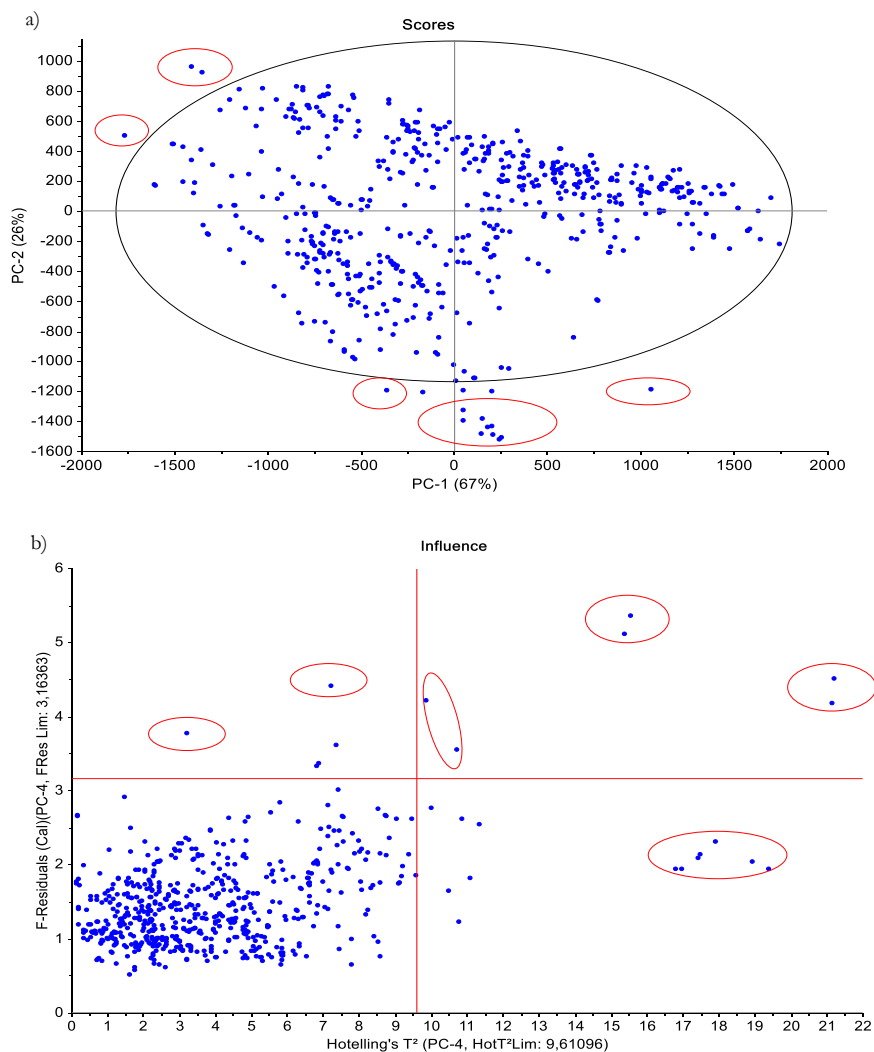 a)
Scores
1000
800
600
400
200
0
-200
-400
-600
-800
-1000
-1200
-1400
-1600
PC-2 (26%)
-2000 -1500 -1000 -500 0 500 1000 1500 2000
PC-1 (67%)
b)
Influence
6
5
4
3
2
1
0
F-Residuals (Cal)(PC-4, FRes Lim: 3,16363)
0 1 2 3 4 5 6 7 8 9 10 11 12 13 14 15 16 17 18 19 20 21 22
Hotelling's T² (PC-4, HotT²Lim: 9,61096)